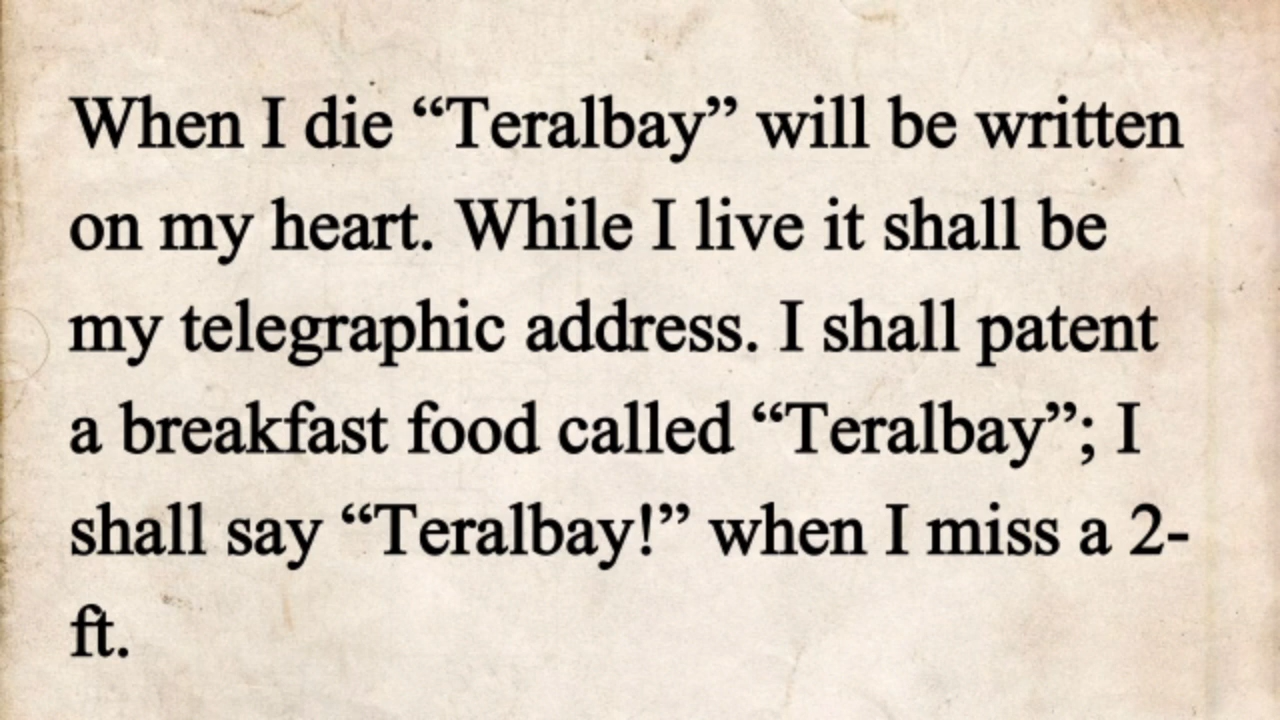 When I die “Teralbay” will be written
on my heart. While I live it shall be
my telegraphic address. I shall patent
a breakfast food called “Teralbay”; I
shall say “Teralbay!” when I miss a 2-
ft.